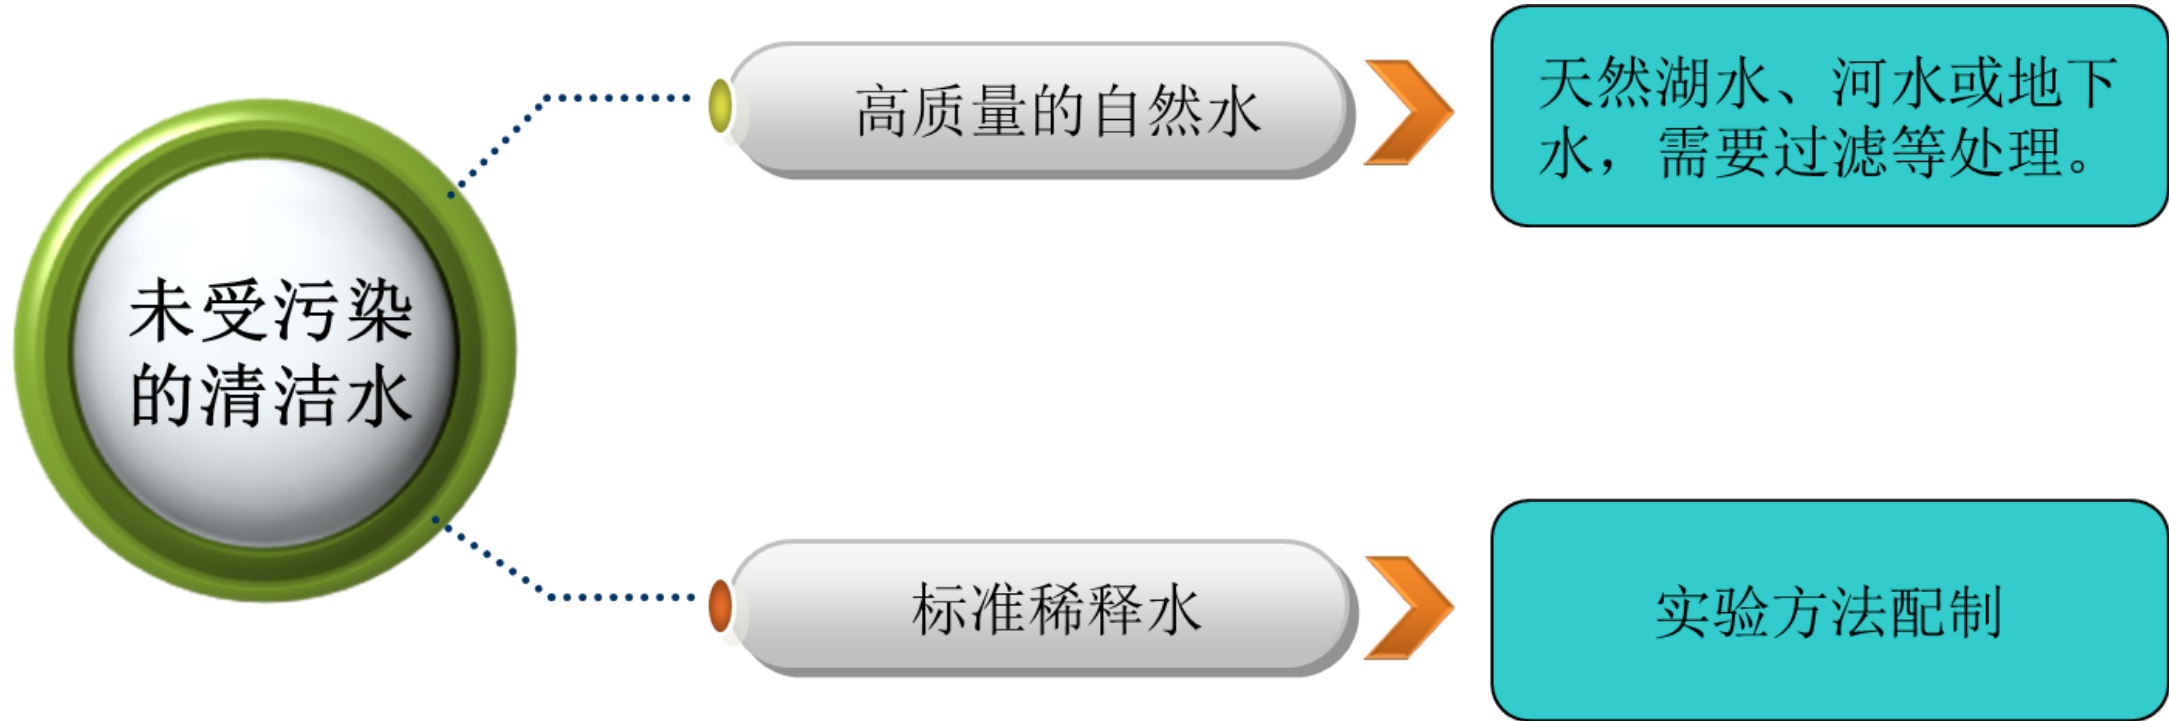 未受污染
的清洁水
高质量的自然水
天然湖水、河水或地下
水，需要过滤等处理。
标准稀释水
实验方法配制